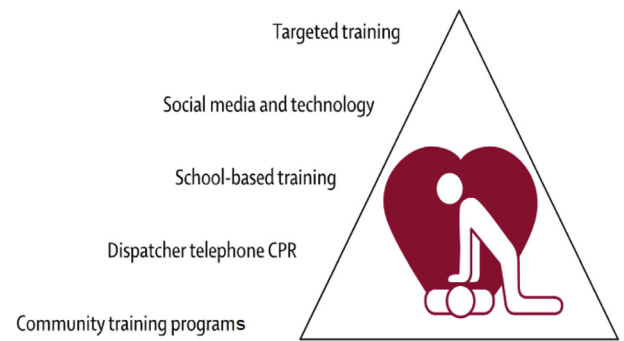 Targeted training
Social media and technology
School-based training
Dispatcher telephone CPR
Community training programs